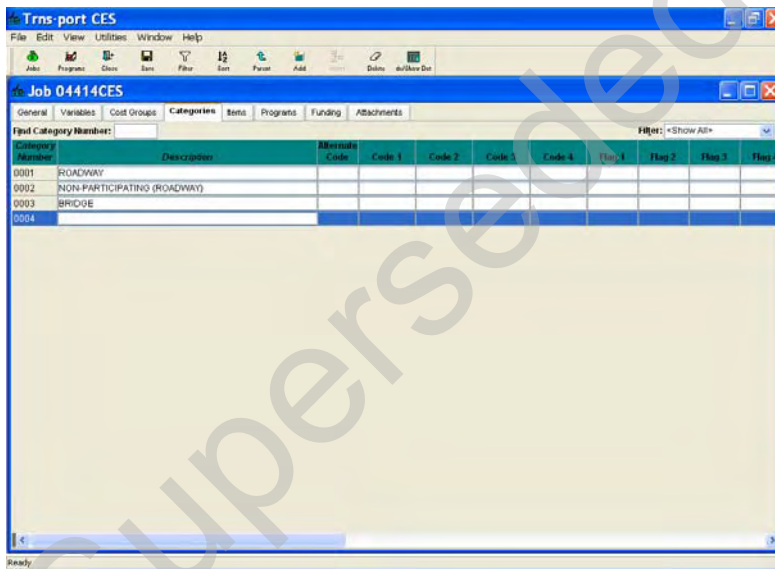 Trns-port CES
File Edit View Utilities Window Help
Jobs Programs Close Save Filter Sort Parent Add Delete
Job 04414CES
General Variables Cost Groups Categories Items Programs Funding Attachments
Find Category Number: Filter: <Show All>
Category Number Description Alternate Code Code 1 Code 2 Code 3 Code 4 Flag 1 Flag 2 Flag 3 Flag
0001 ROADWAY
0002 NON-PARTICIPATING (ROADWAY)
0003 BRIDGE
0004
Ready
Superseded